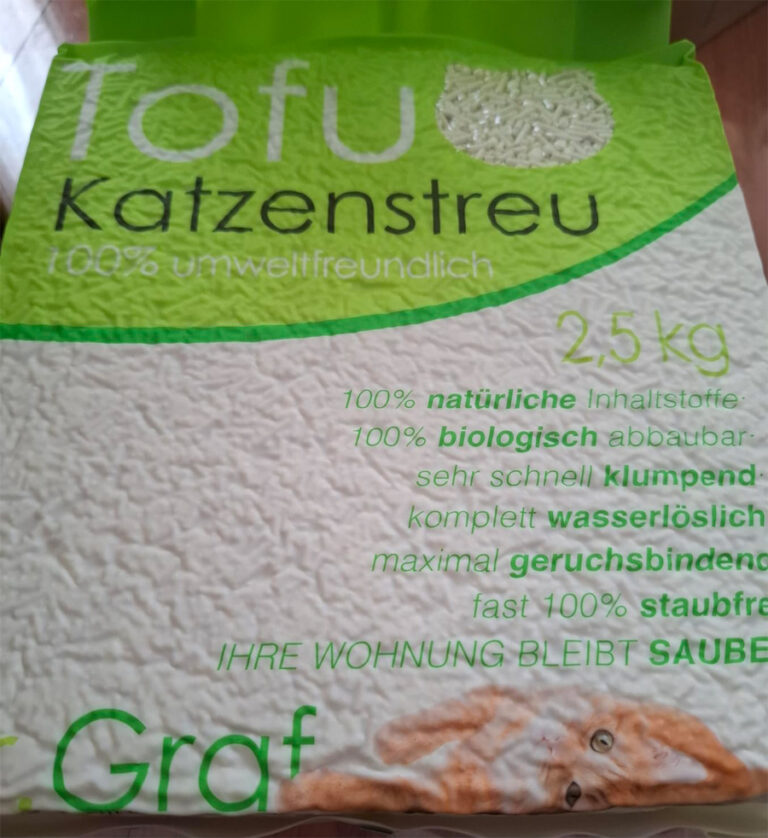 Tofu
Katzenstreu
100% umweltfreundlich
2,5 kg
100% natürliche Inhaltstoffe
100% biologisch abbaubar
sehr schnell klumpend
komplett wasserlöslich
maximal geruchsbindend
fast 100% staubfre
IHRE WOHNUNG BLEIBT SAUBE
Graf